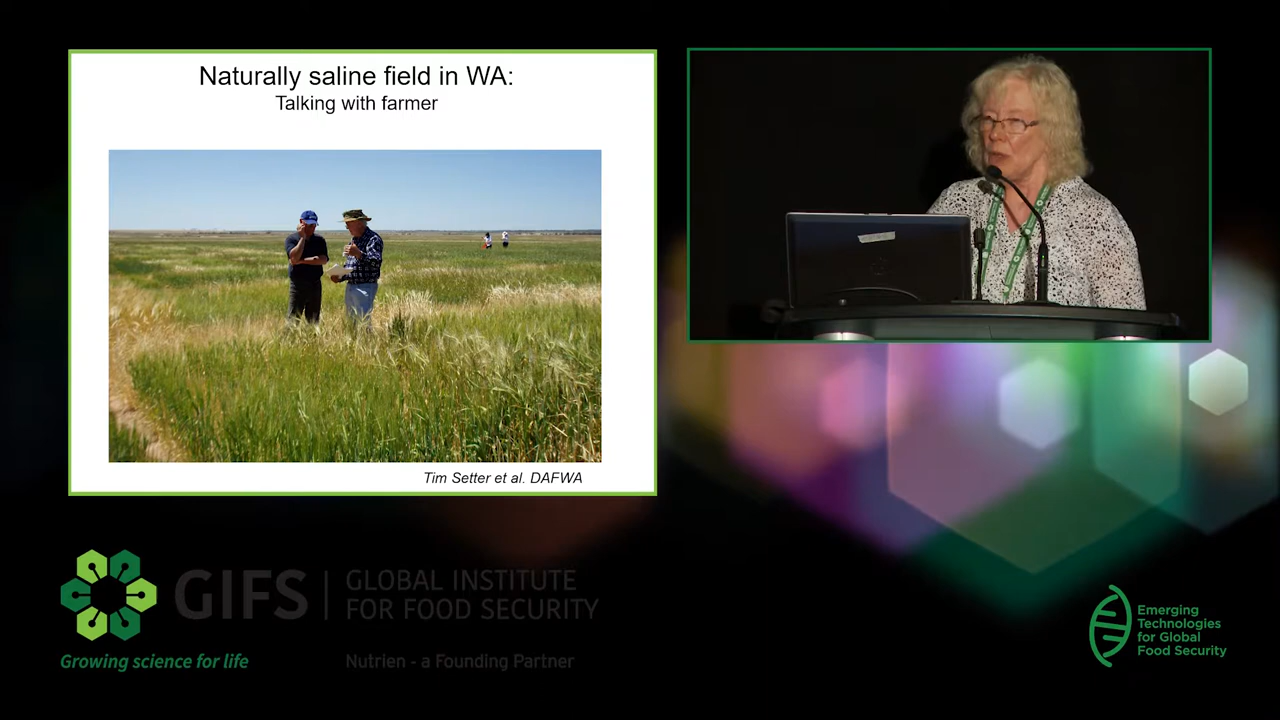 Naturally saline field in WA:
Talking with farmer
Tim Setter et al. DAFWA
GIFS
GLOBAL INSTITUTE
FOR FOOD SECURITY
Growing science for life
Nutrien - a Founding Partner
Emerging
Technologies
for Global
Food Security